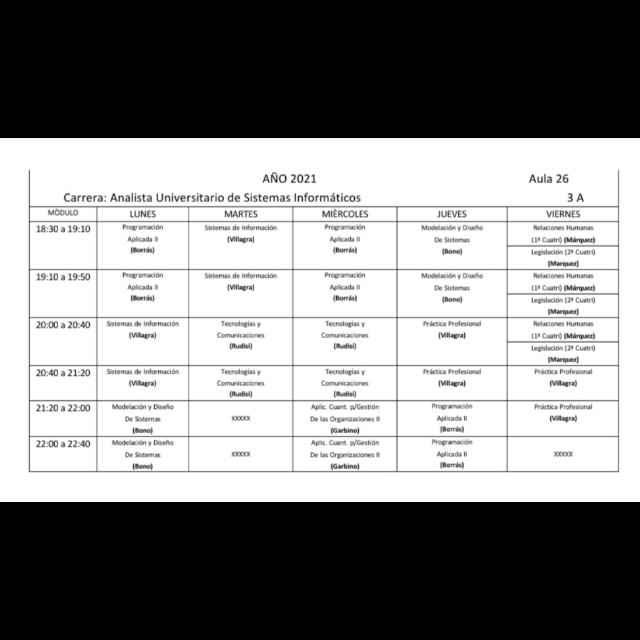 AÑO 2021 Aula 26
Carrera: Analista Universitario de Sistemas Informáticos 3 A
MÒDULO LUNES MARTES MIÈRCOLES JUEVES VIERNES
18:30 a 19:10 Programación Sistemas de Información Programación Modelación y Diseño Relaciones Humanas
Aplicada II (Villagra) Aplicada II De Sistemas (1º Cuatri) (Márquez)
(Borrás) (Borrás) (Bono) Legislación (2º Cuatri)
(Marquez)
19:10 a 19:50 Programación Sistemas de Información Programación Modelación y Diseño Relaciones Humanas
Aplicada II (Villagra) Aplicada II De Sistemas (1º Cuatri) (Márquez)
(Borrás) (Borrás) (Bono) Legislación (2º Cuatri)
(Marquez)
20:00 a 20:40 Sistemas de Información Tecnologías y Tecnologías y Práctica Profesional Relaciones Humanas
(Villagra) Comunicaciones Comunicaciones (Villagra) (1º Cuatri) (Márquez)
(Rudisi) (Rudisi) Legislación (2º Cuatri)
(Marquez)
20:40 a 21:20 Sistemas de Información Tecnologías y Tecnologías y Práctica Profesional Práctica Profesional
(Villagra) Comunicaciones Comunicaciones (Villagra) (Villagra)
(Rudisi) (Rudisi)
21:20 a 22:00 Modelación y Diseño XXXXX Aplic. Cuant. p/Gestión Programación Práctica Profesional
De Sistemas De las Organizaciones II Aplicada II (Villagra)
(Bono) (Garbino) (Borrás)
22:00 a 22:40 Modelación y Diseño XXXXX Aplic. Cuant. p/Gestión Programación XXXXX
De Sistemas De las Organizaciones II Aplicada II
(Bono) (Garbino) (Borrás)